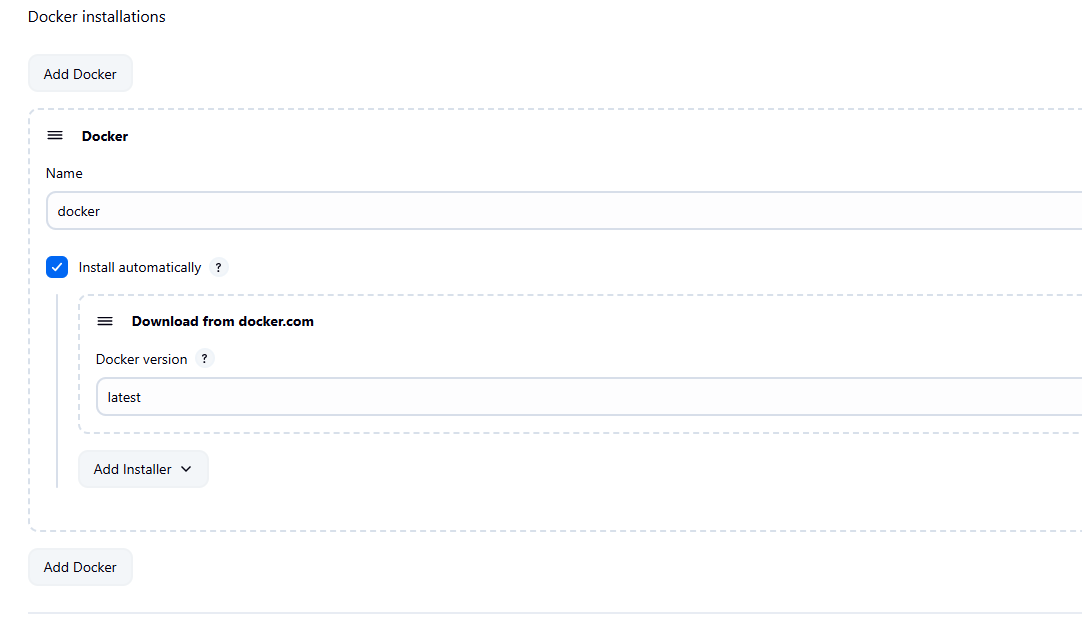 Docker installations
Add Docker
Docker
Name
docker
Install automatically ?
Download from docker.com
Docker version ?
latest
Add Installer
Add Docker